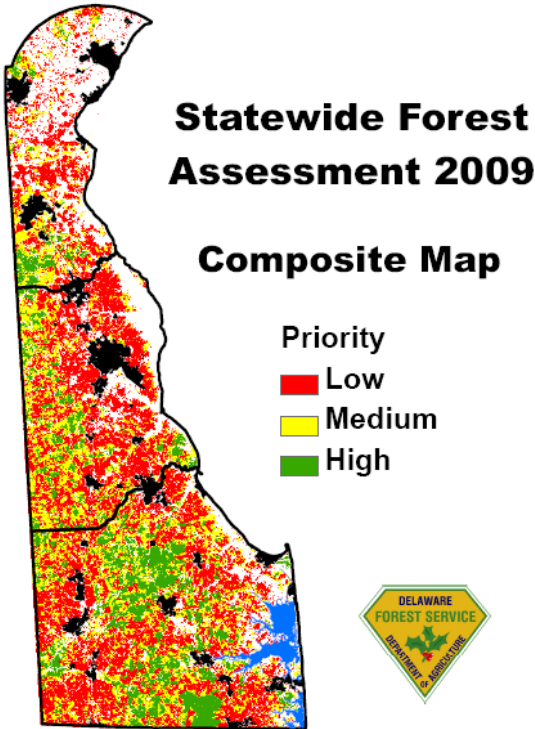 Statewide Forest
Assessment 2009
Composite Map
Priority
Low
Medium
High
DELAWARE
FOREST SERVICE
DEPARTMENT OF AGRICULTURE